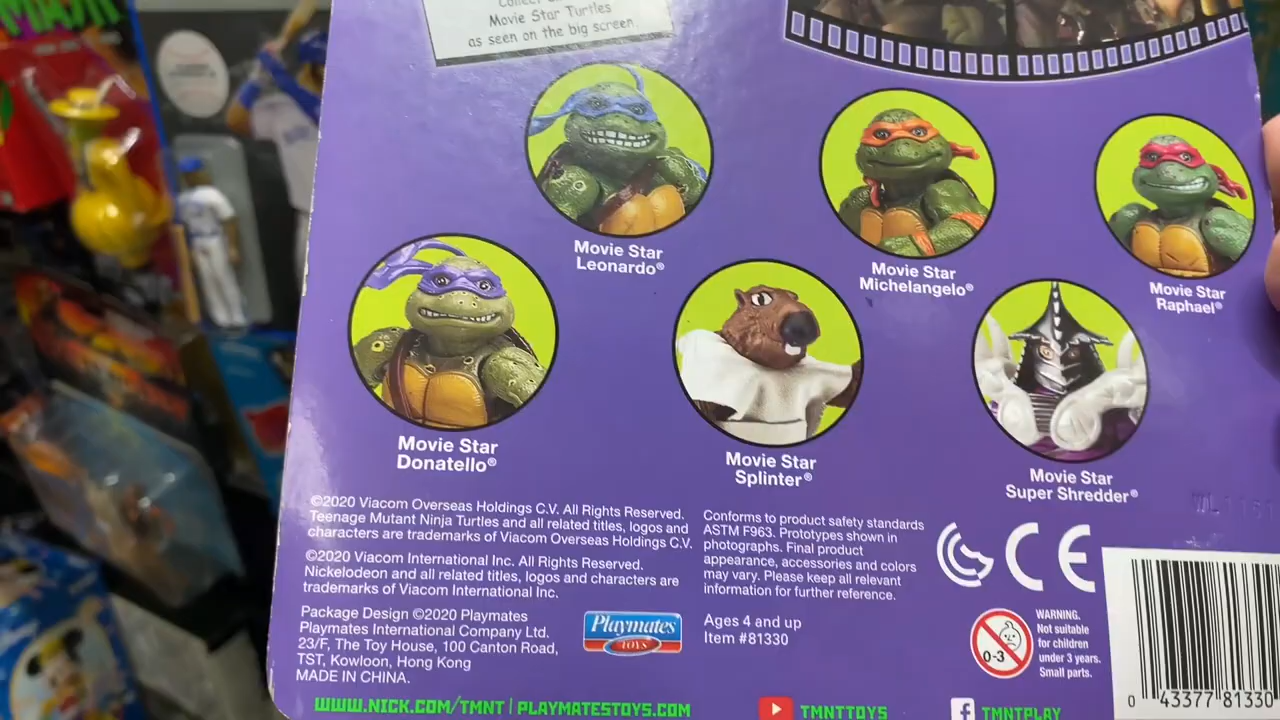 Movie Star Turtles
as seen on the big screen
Movie Star
Leonardo®
Movie Star
Michelangelo®
Movie Star
Raphael®
Movie Star
Donatello®
Movie Star
Splinter®
Movie Star
Super Shredder®
©2020 Viacom Overseas Holdings C.V. All Rights Reserved.
Teenage Mutant Ninja Turtles and all related titles, logos and
characters are trademarks of Viacom Overseas Holdings C.V.
©2020 Viacom International Inc. All Rights Reserved.
Nickelodeon and all related titles, logos and characters are
trademarks of Viacom International Inc.
Package Design ©2020 Playmates
Playmates International Company Ltd.
23/F, The Toy House, 100 Canton Road,
TST, Kowloon, Hong Kong
MADE IN CHINA.
Playmates
TOYS
Conforms to product safety standards
ASTM F963. Prototypes shown in
photographs. Final product
appearance, accessories and colors
may vary. Please keep all relevant
information for further reference.
Ages 4 and up
Item #81330
CE
0-3
WARNING.
Not suitable
for children
under 3 years.
Small parts.
0 43377 81330
WWW.NICK.COM/TMNT | PLAYMATESTOYS.COM
TMNTTOYS
TMNTPLAY